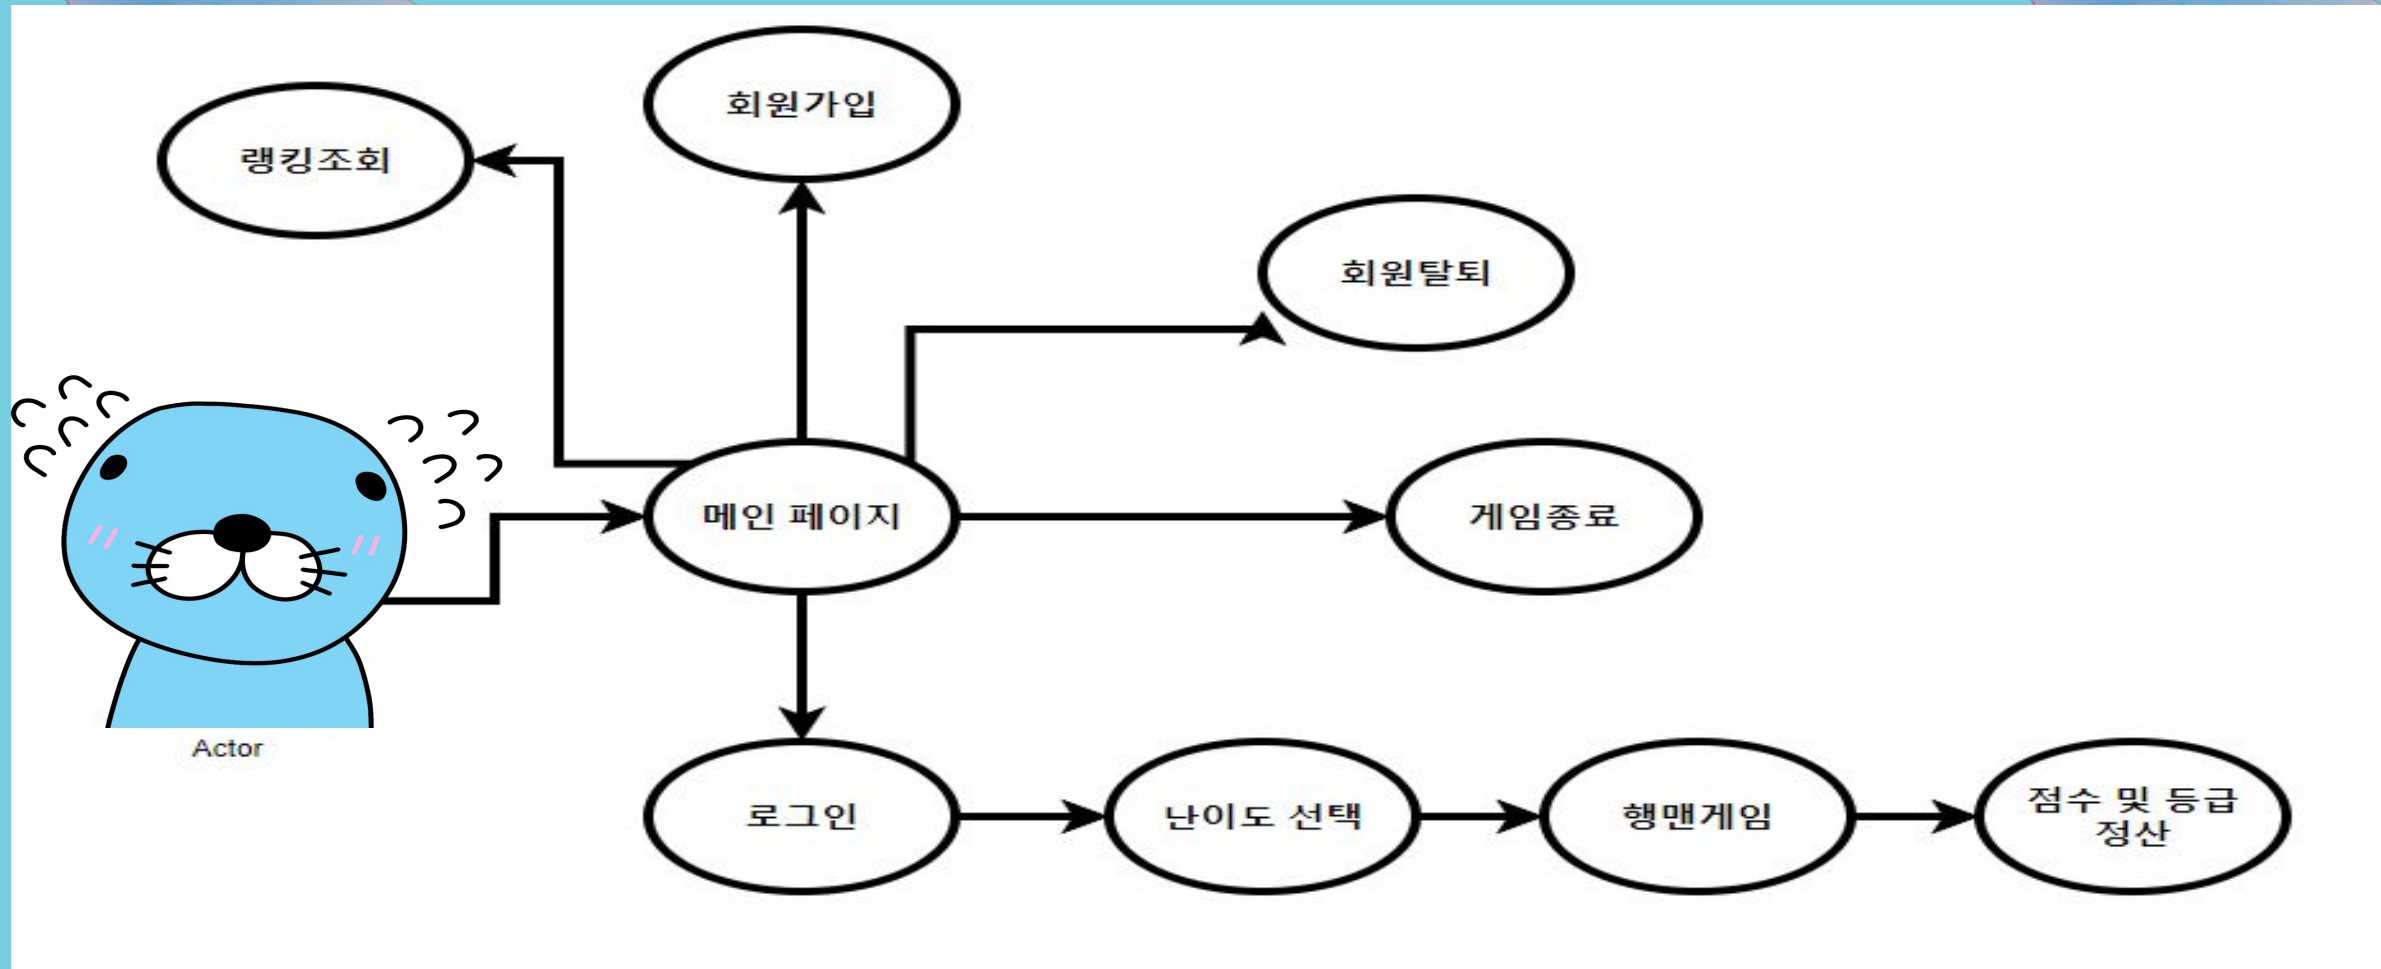 회원가입
랭킹조회
회원탈퇴
메인 페이지
게임종료
Actor
로그인
난이도 선택
행맨게임
점수 및 등급
정산